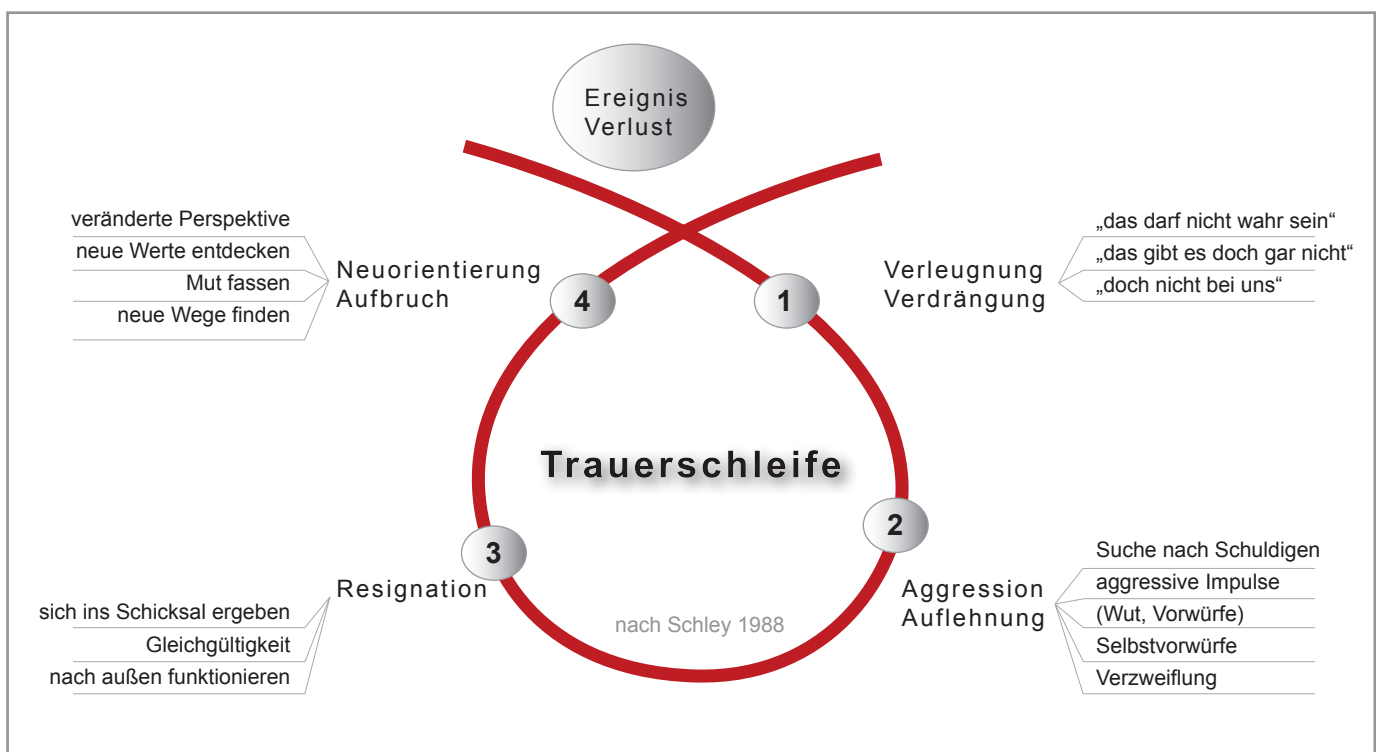 Ereignis
Verlust
„das darf nicht wahr sein“
„das gibt es doch gar nicht“
„doch nicht bei uns“
Verleugnung
Verdrängung
1
2
Aggression
Auflehnung
Suche nach Schuldigen
aggressive Impulse
(Wut, Vorwürfe)
Selbstvorwürfe
Verzweiflung
3
Resignation
sich ins Schicksal ergeben
Gleichgültigkeit
nach außen funktionieren
4
Neuorientierung
Aufbruch
veränderte Perspektive
neue Werte entdecken
Mut fassen
neue Wege finden
Trauerschleife
nach Schley 1988